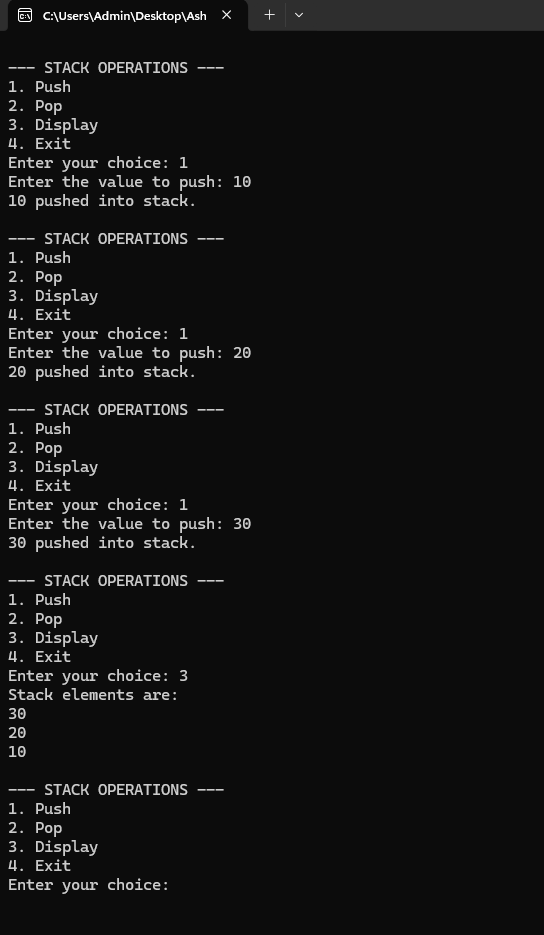 C:\Users\Admin\Desktop\Ash
--- STACK OPERATIONS ---
1. Push
2. Pop
3. Display
4. Exit
Enter your choice: 1
Enter the value to push: 10
10 pushed into stack.
--- STACK OPERATIONS ---
1. Push
2. Pop
3. Display
4. Exit
Enter your choice: 1
Enter the value to push: 20
20 pushed into stack.
--- STACK OPERATIONS ---
1. Push
2. Pop
3. Display
4. Exit
Enter your choice: 1
Enter the value to push: 30
30 pushed into stack.
--- STACK OPERATIONS ---
1. Push
2. Pop
3. Display
4. Exit
Enter your choice: 3
Stack elements are:
30
20
10
--- STACK OPERATIONS ---
1. Push
2. Pop
3. Display
4. Exit
Enter your choice: